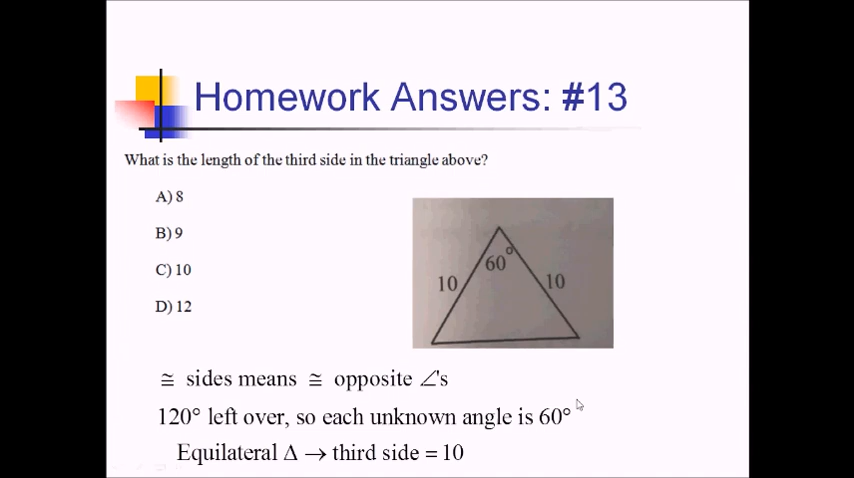 Homework Answers: #13
What is the length of the third side in the triangle above?
A) 8
B) 9
C) 10
D) 12
60°
10
10
≅ sides means ≅ opposite ∠'s
120° left over, so each unknown angle is 60°
Equilateral Δ → third side = 10